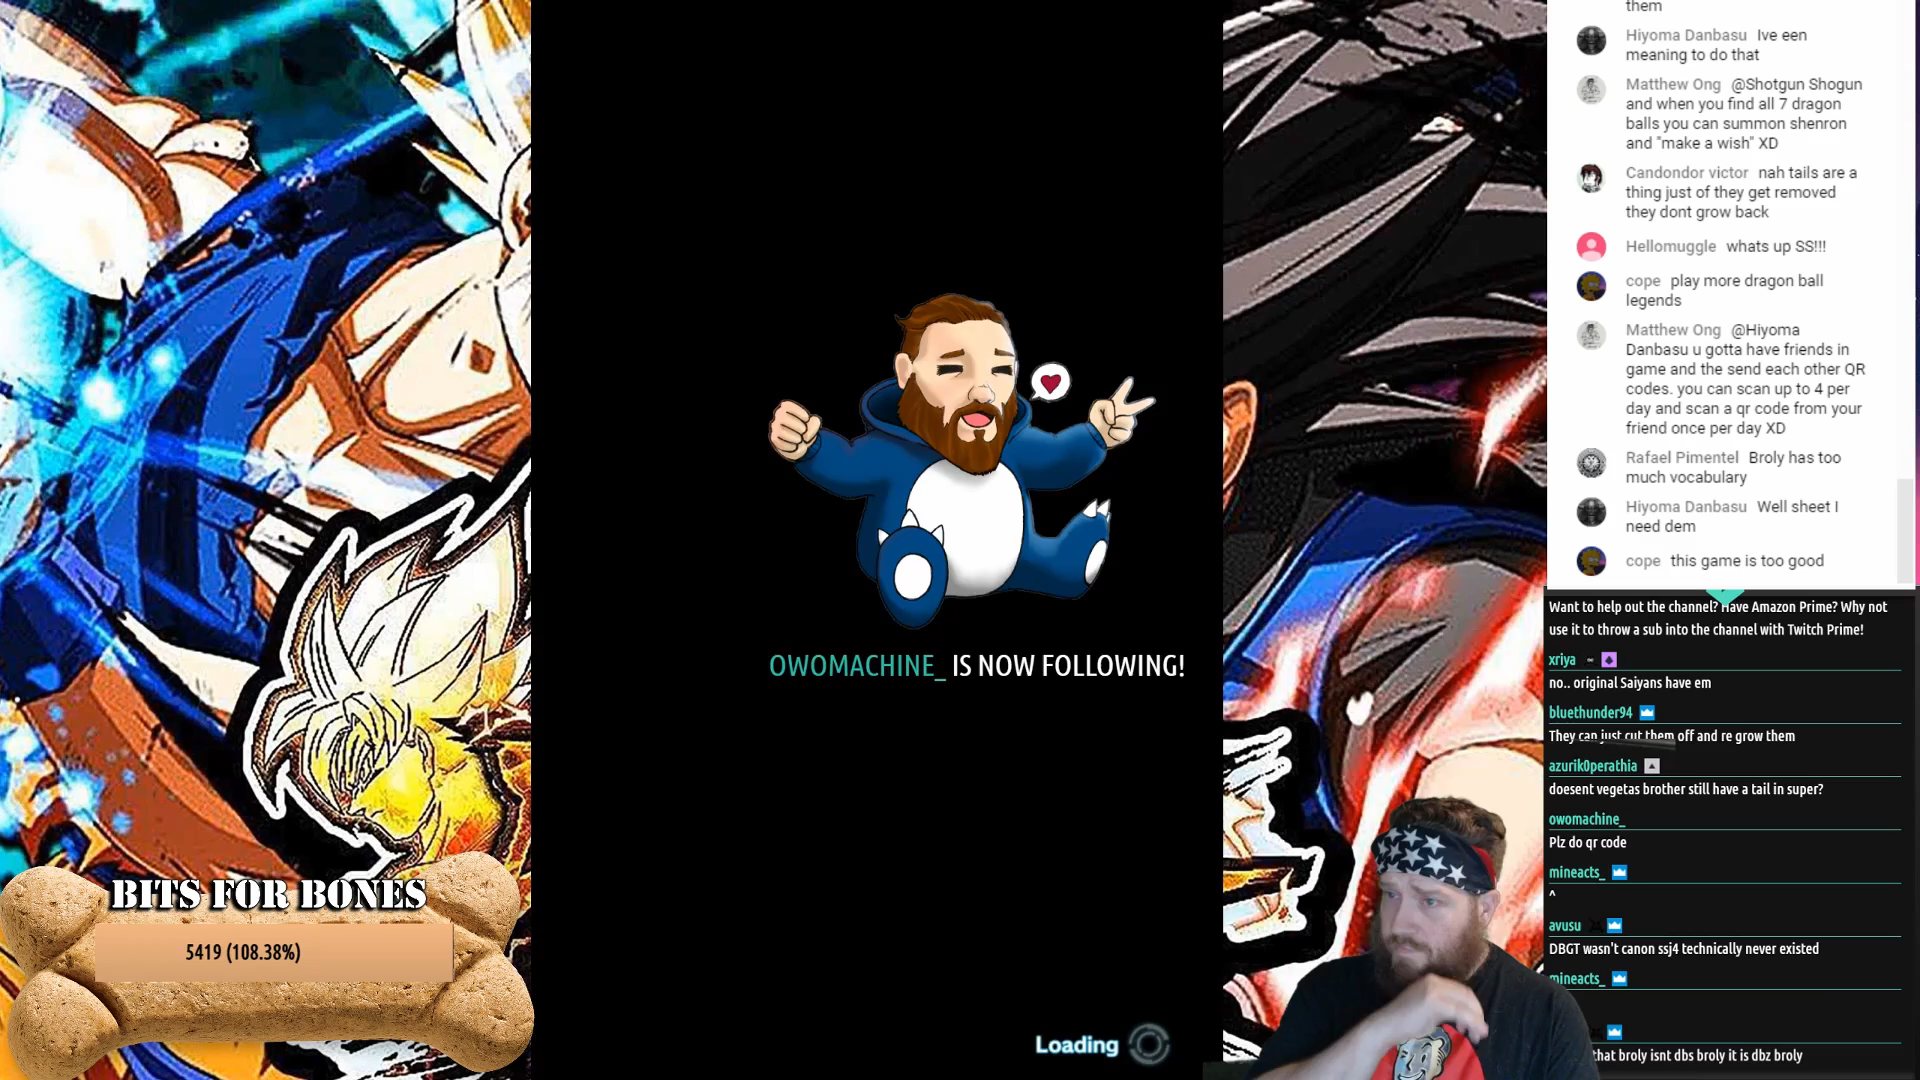 them
Hiyoma Danbasu Ive een
meaning to do that
Matthew Ong @Shotgun Shogun
and when you find all 7 dragon
balls you can summon shenron
and "make a wish" XD
Candondor victor nah tails are a
thing just of they get removed
they dont grow back
Hellomuggle whats up SS!!!
cope play more dragon ball
legends
Matthew Ong @Hiyoma
Danbasu u gotta have friends in
game and the send each other QR
codes. you can scan up to 4 per
day and scan a qr code from your
friend once per day XD
Rafael Pimentel Broly has too
much vocabulary
Hiyoma Danbasu Well sheet I
need dem
cope this game is too good
Want to help out the channel? Have Amazon Prime? Why not
use it to throw a sub into the channel with Twitch Prime!
xriya
no.. original Saiyans have em
bluethunder94
They can just cut them off and re grow them
azurik0perathia
doesent vegetas brother still have a tail in super?
owomachine_
Plz do qr code
mineacts_
^
avusu
DBGT wasn't canon ssj4 technically never existed
mineacts_
that broly isnt dbs broly it is dbz broly
OWOMACHINE_ IS NOW FOLLOWING!
BITS FOR BONES
5419 (108.38%)
Loading